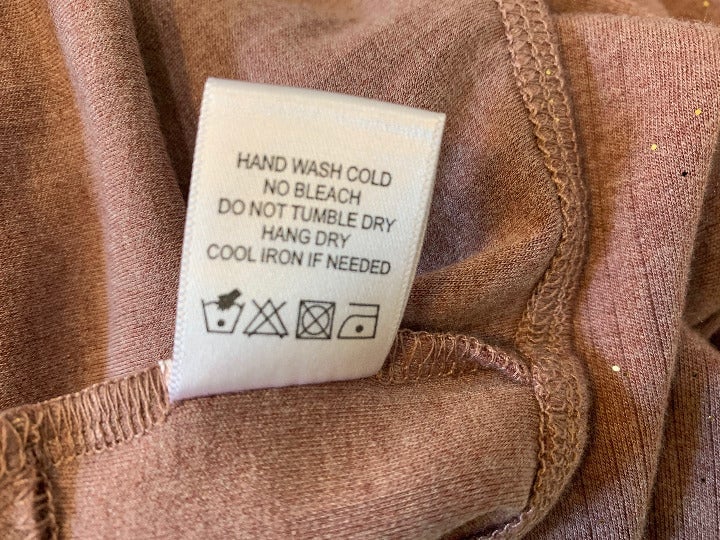 HAND WASH COLD
NO BLEACH
DO NOT TUMBLE DRY
HANG DRY
COOL IRON IF NEEDED